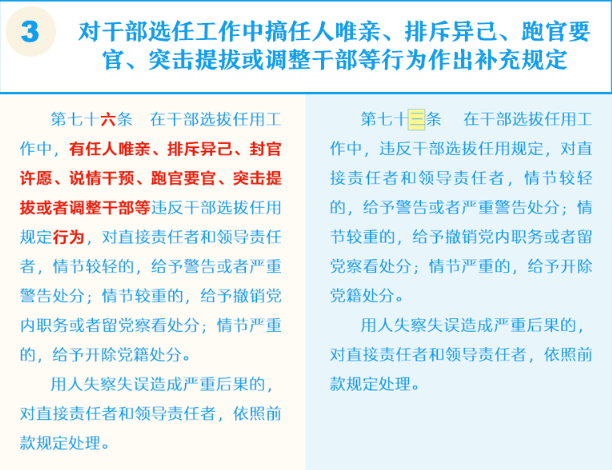 3
对干部选任工作中搞任人唯亲、排斥异己、跑官要
官、突击提拔或调整干部等行为作出补充规定
第七十六条 在干部选拔任用工
作中，有任人唯亲、排斥异己、封官
许愿、说情干预、跑官要官、突击提
拔或者调整干部等违反干部选拔任用
规定行为，对直接责任者和领导责任
者，情节较轻的，给予警告或者严重
警告处分；情节较重的，给予撤销党
内职务或者留党察看处分；情节严重
的，给予开除党籍处分。
用人失察失误造成严重后果的，
对直接责任者和领导责任者，依照前
款规定处理。
第七十三条 在干部选拔任用工
作中，违反干部选拔任用规定，对直
接责任者和领导责任者，情节较轻
的，给予警告或者严重警告处分；情
节较重的，给予撤销党内职务或者留
党察看处分；情节严重的，给予开除
党籍处分。
用人失察失误造成严重后果的，
对直接责任者和领导责任者，依照前
款规定处理。